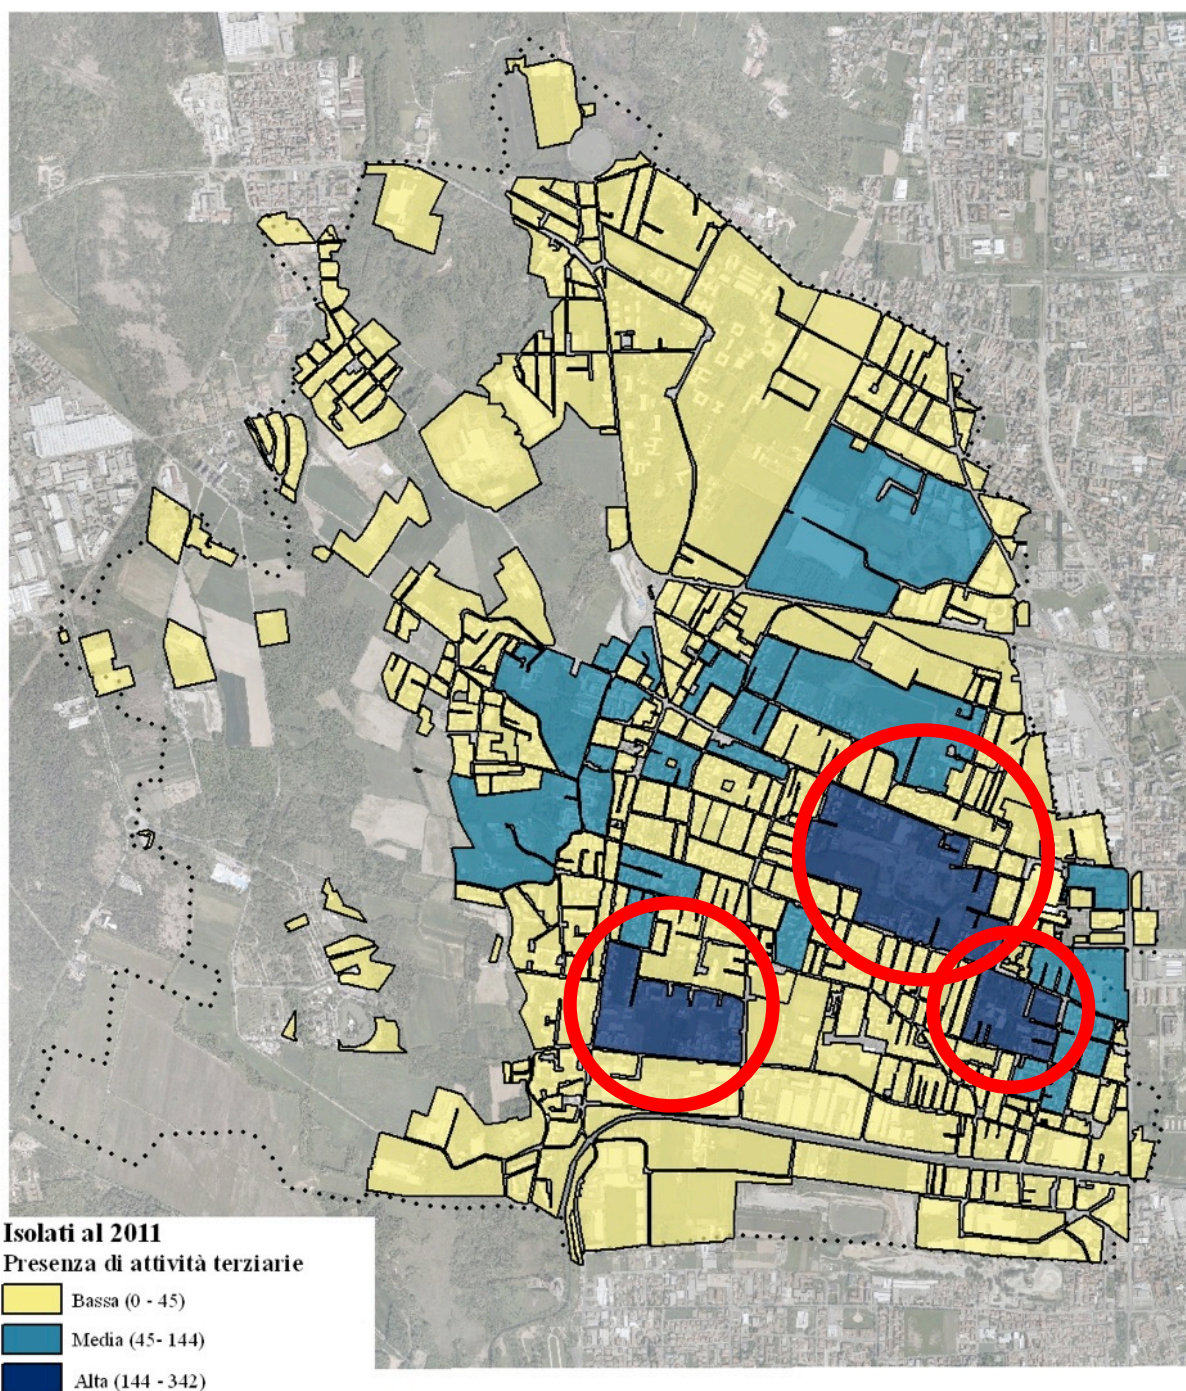 Isolati al 2011
Presenza di attività terziarie
Bassa (0 - 45)
Media (45- 144)
Alta (144 - 342)